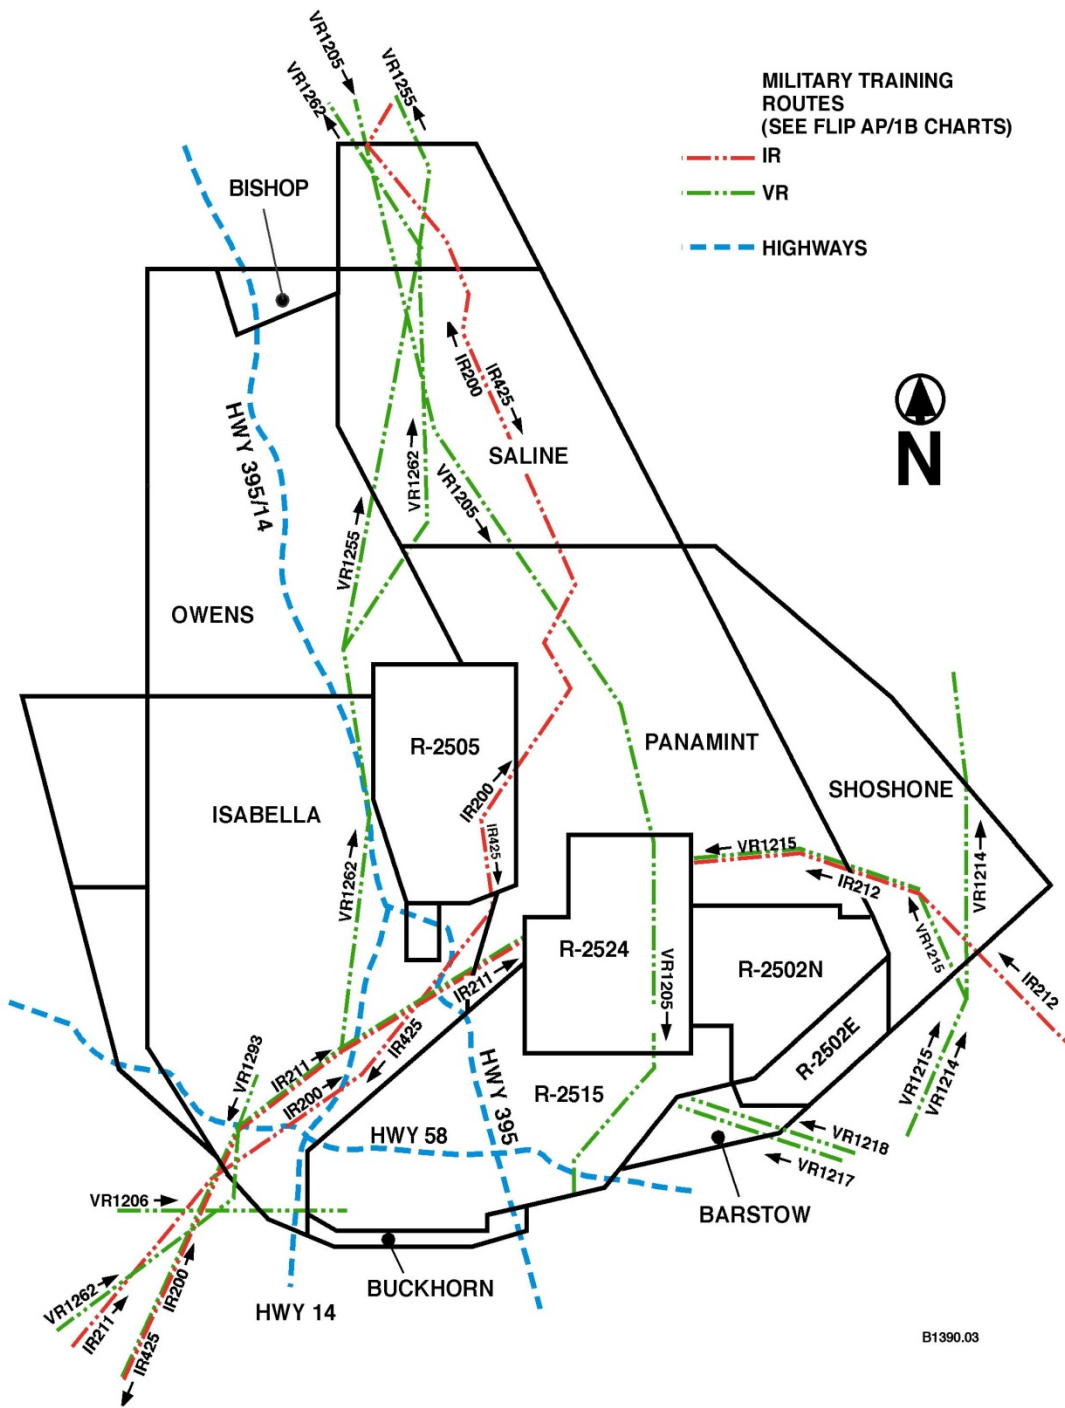 VR1205
VR1262
VR1255
MILITARY TRAINING
ROUTES
(SEE FLIP AP/1B CHARTS)
IR
VR
HIGHWAYS
BISHOP
IR200
IR425
N
HWY 395/14
SALINE
VR1262
VR1205
VR1255
OWENS
R-2505
PANAMINT
SHOSHONE
ISABELLA
IR200
IR425
VR1215
IR212
VR1214
VR1262
VR1215
R-2524
R-2502N
IR211
VR1205
IR212
IR425
R-2502E
VR1293
IR211
IR200
HWY 395
R-2515
VR1215
VR1214
HWY 58
VR1218
VR1217
VR1206
BARSTOW
IR200
VR1262
BUCKHORN
IR211
HWY 14
IR425
B1390.03